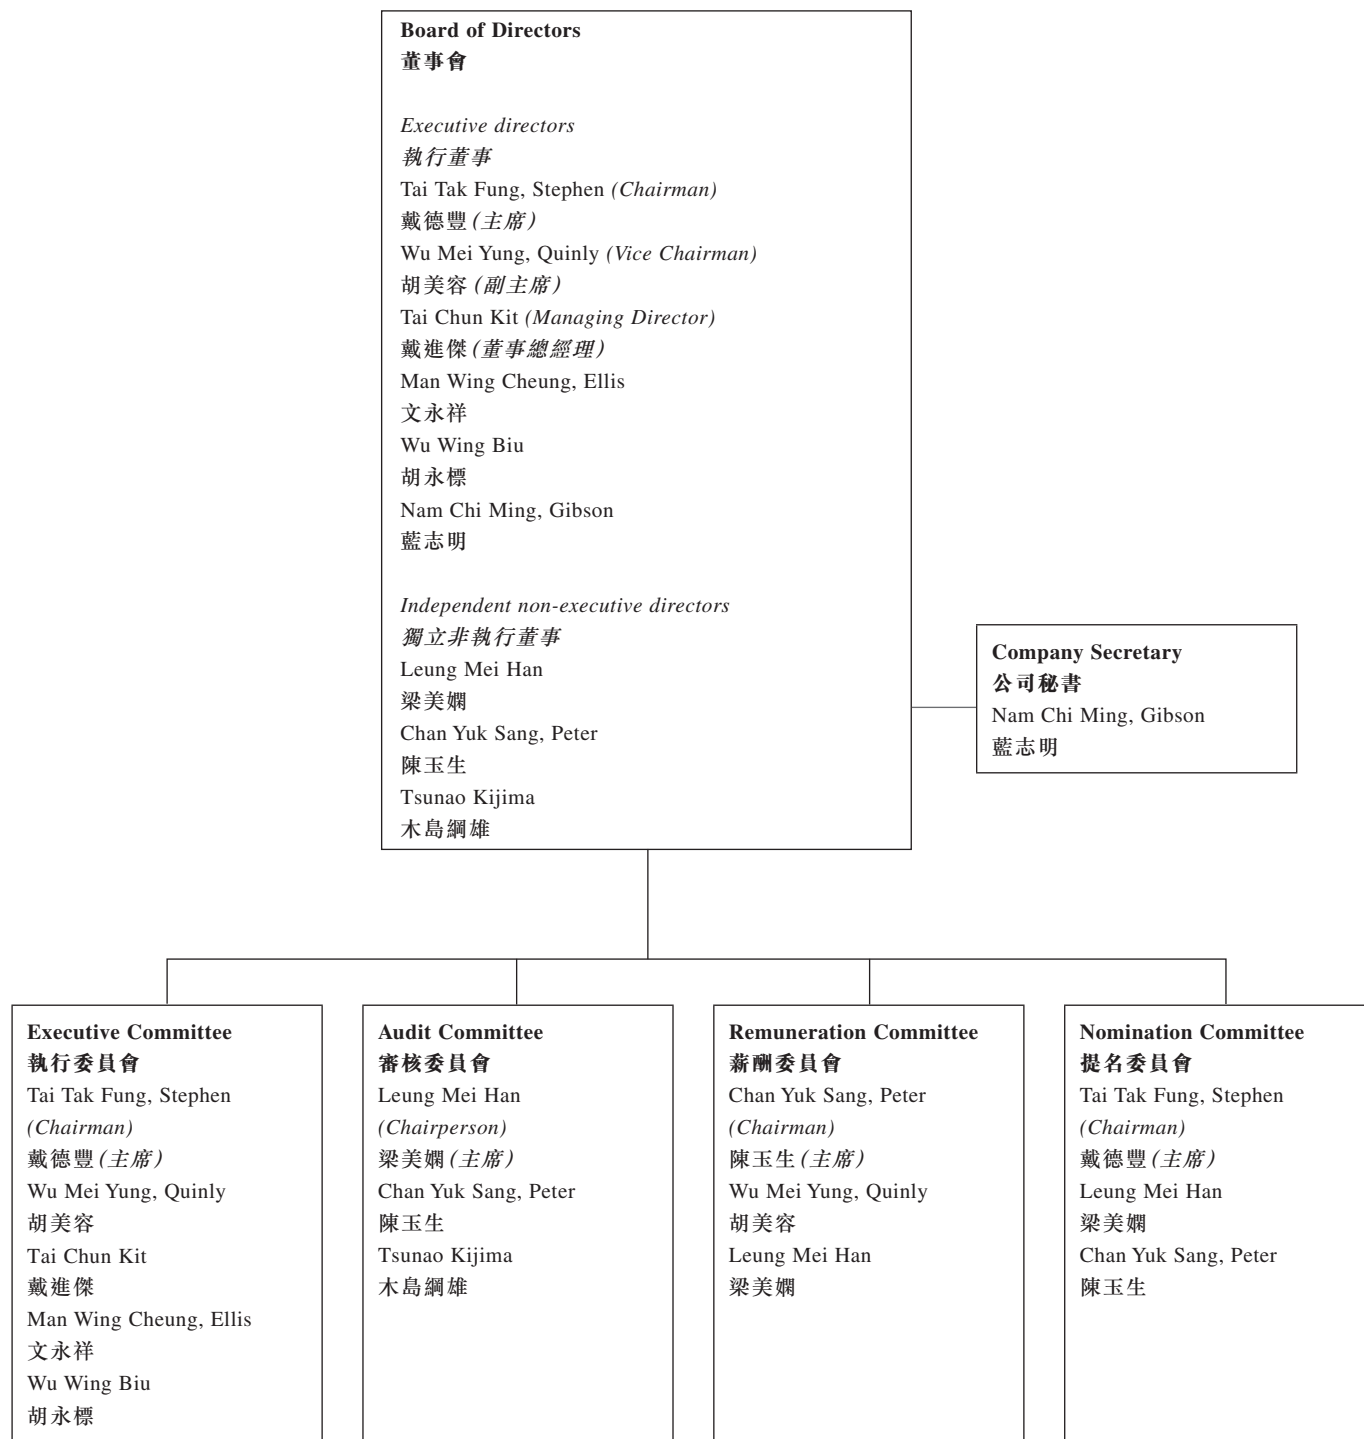 Board of Directors
董事會
Executive directors
執行董事
Tai Tak Fung, Stephen (Chairman)
戴德豐(主席)
Wu Mei Yung, Quinly (Vice Chairman)
胡美容(副主席)
Tai Chun Kit (Managing Director)
戴進傑(董事總經理)
Man Wing Cheung, Ellis
文永祥
Wu Wing Biu
胡永標
Nam Chi Ming, Gibson
藍志明
Independent non-executive directors
獨立非執行董事
Leung Mei Han
梁美嫻
Chan Yuk Sang, Peter
陳玉生
Tsunao Kijima
木島綱雄
Company Secretary
公司秘書
Nam Chi Ming, Gibson
藍志明
Executive Committee
執行委員會
Tai Tak Fung, Stephen
(Chairman)
戴德豐(主席)
Wu Mei Yung, Quinly
胡美容
Tai Chun Kit
戴進傑
Man Wing Cheung, Ellis
文永祥
Wu Wing Biu
胡永標
Audit Committee
審核委員會
Leung Mei Han
(Chairperson)
梁美嫻(主席)
Chan Yuk Sang, Peter
陳玉生
Tsunao Kijima
木島綱雄
Remuneration Committee
薪酬委員會
Chan Yuk Sang, Peter
(Chairman)
陳玉生(主席)
Wu Mei Yung, Quinly
胡美容
Leung Mei Han
梁美嫻
Nomination Committee
提名委員會
Tai Tak Fung, Stephen
(Chairman)
戴德豐(主席)
Leung Mei Han
梁美嫻
Chan Yuk Sang, Peter
陳玉生